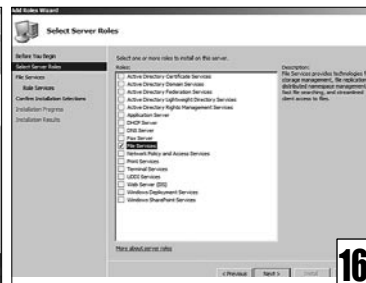 Add Roles Wizard
Select Server Roles
Before You Begin
Select Server Roles
File Services
Role Services
Confirm Installation Selections
Installation Progress
Installation Results
Select one or more roles to install on this server.
Roles:
Active Directory Certificate Services
Active Directory Domain Services
Active Directory Federation Services
Active Directory Lightweight Directory Services
Active Directory Rights Management Services
Application Server
DHCP Server
DNS Server
Fax Server
File Services
Network Policy and Access Services
Print Services
Terminal Services
UDDI Services
Web Server (IIS)
Windows Deployment Services
Windows SharePoint Services
More about server roles
Description:
File Services provides technologies f
storage management, file replication
distributed namespace management
fast file searching, and streamlined
client access to files.
< Previous
Next >
Install
16